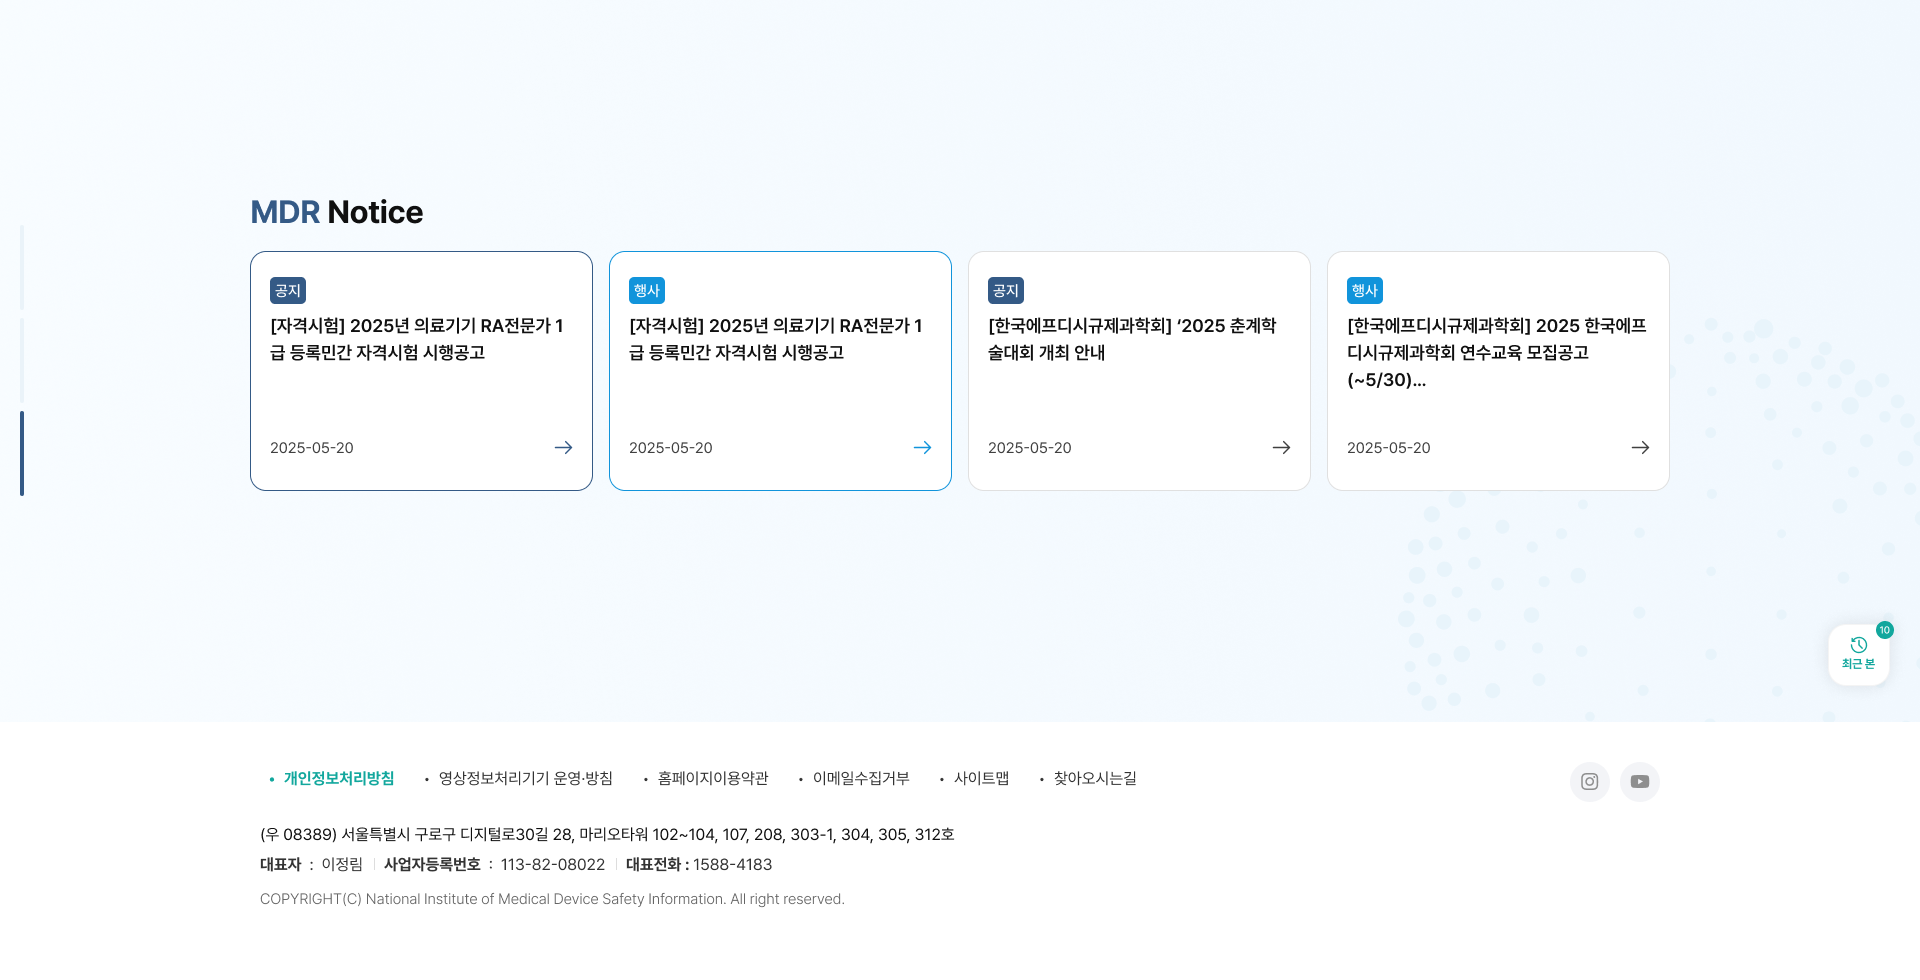 MDR Notice
공지
[자격시험] 2025년 의료기기 RA전문가 1
급 등록민간 자격시험 시행공고
2025-05-20
행사
[자격시험] 2025년 의료기기 RA전문가 1
급 등록민간 자격시험 시행공고
2025-05-20
공지
[한국에프디시규제과학회] ‘2025 춘계학
술대회 개최 안내
2025-05-20
행사
[한국에프디시규제과학회] 2025 한국에프
디시규제과학회 연수교육 모집공고
(~5/30)...
2025-05-20
10
최근 본
• 개인정보처리방침 • 영상정보처리기기 운영·방침 • 홈페이지이용약관 • 이메일수집거부 • 사이트맵 • 찾아오시는길
(우 08389) 서울특별시 구로구 디지털로30길 28, 마리오타워 102~104, 107, 208, 303-1, 304, 305, 312호
대표자 : 이정림 | 사업자등록번호 : 113-82-08022 | 대표전화 : 1588-4183
COPYRIGHT(C) National Institute of Medical Device Safety Information. All right reserved.